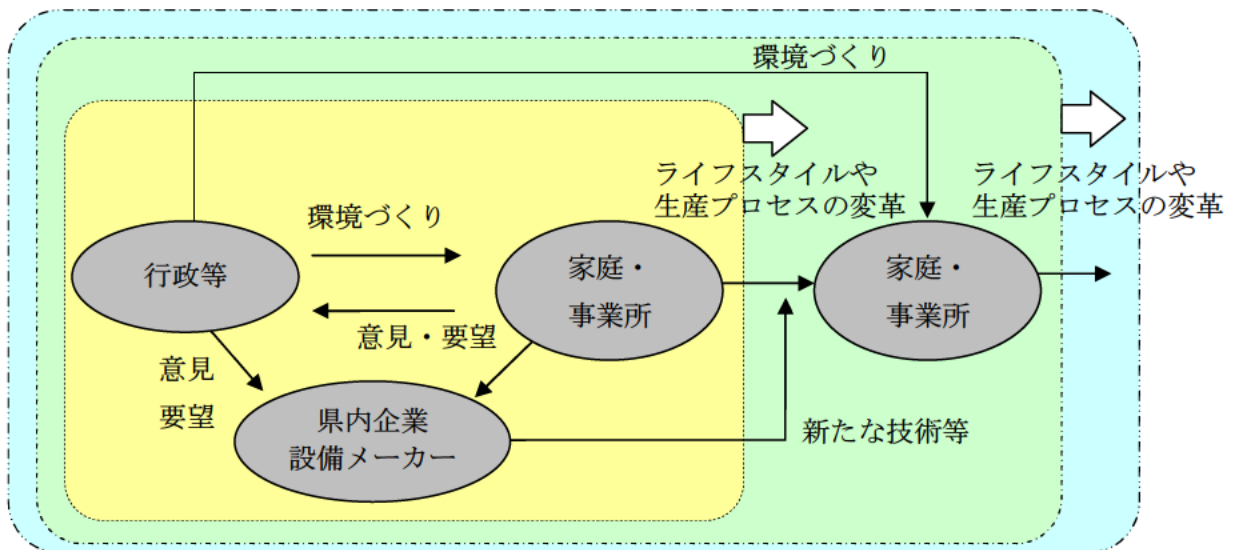 環境づくり
ライフスタイルや
生産プロセスの変革
ライフスタイルや
生産プロセスの変革
環境づくり
行政等
家庭・
事業所
家庭・
事業所
意見・要望
意見
要望
県内企業
設備メーカー
新たな技術等